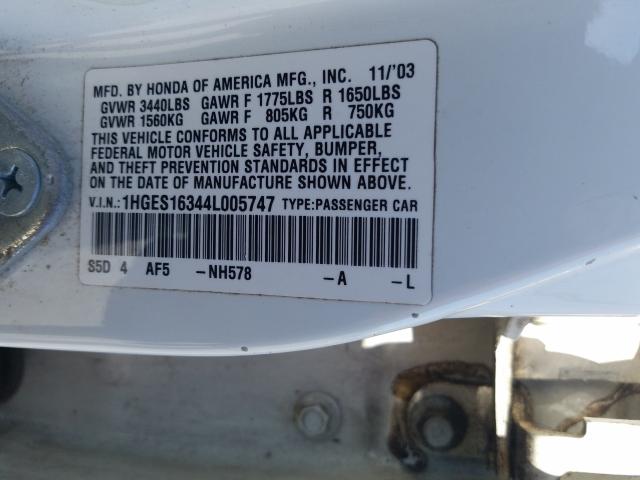 MFD. BY HONDA OF AMERICA MFG., INC. 11/'03
GVWR 3440LBS GAWR F 1775LBS R 1650LBS
GVWR 1560KG GAWR F 805KG R 750KG
THIS VEHICLE CONFORMS TO ALL APPLICABLE
FEDERAL MOTOR VEHICLE SAFETY, BUMPER,
AND THEFT PREVENTION STANDARDS IN EFFECT
ON THE DATE OF MANUFACTURE SHOWN ABOVE.
V.I.N.: 1HGES16344L005747 TYPE:PASSENGER CAR
S5D 4 AF5 -NH578 -A -L